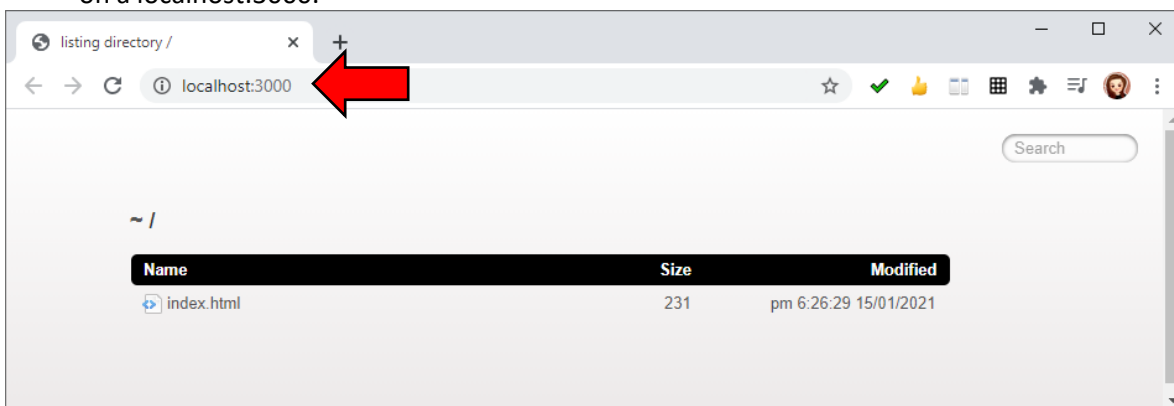 on a localhost:3000.
listing directory /
localhost:3000
Search
~ /
Name Size Modified
index.html 231 pm 6:26:29 15/01/2021